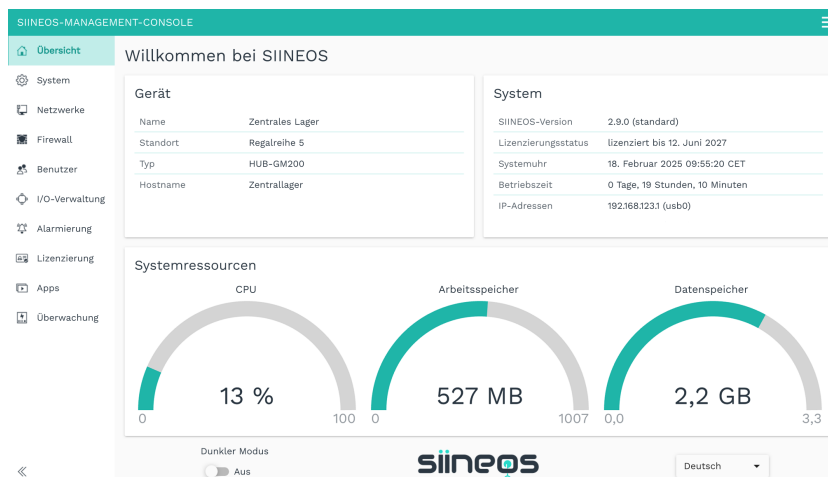 SIINEOS-MANAGEMENT-CONSOLE
Übersicht
System
Netzwerke
Firewall
Benutzer
I/O-Verwaltung
Alarmierung
Lizenzierung
Apps
Überwachung
Willkommen bei SIINEOS
Gerät
Name Zentrales Lager
Standort Regalreihe 5
Typ HUB-GM200
Hostname Zentrallager
System
SIINEOS-Version 2.9.0 (standard)
Lizenzierungsstatus lizenziert bis 12. Juni 2027
Systemuhr 18. Februar 2025 09:55:20 CET
Betriebszeit 0 Tage, 19 Stunden, 10 Minuten
IP-Adressen 192.168.123.1 (usb0)
Systemressourcen
CPU
13 %
0 100
Arbeitsspeicher
527 MB
0 1007
Datenspeicher
2,2 GB
0,0 3,3
Dunkler Modus
Aus
siineos
Deutsch